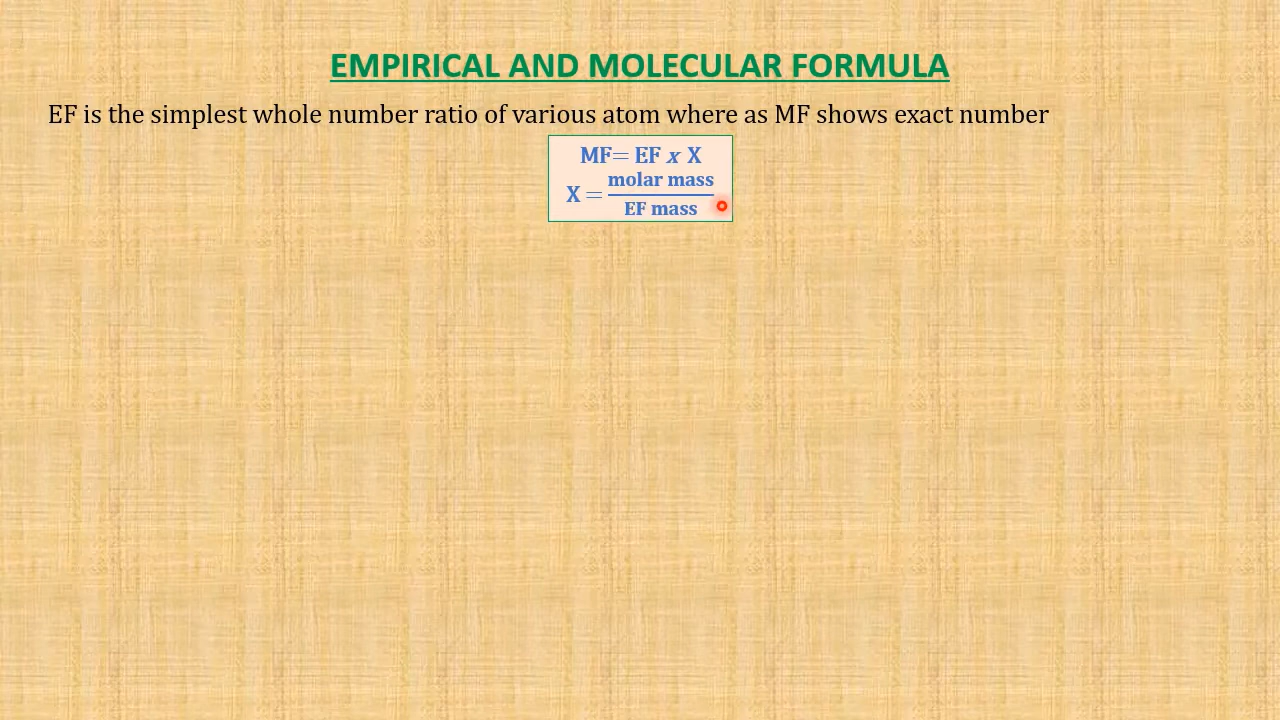 EMPIRICAL AND MOLECULAR FORMULA
EF is the simplest whole number ratio of various atom where as MF shows exact number
MF= EF x X
X = molar mass / EF mass